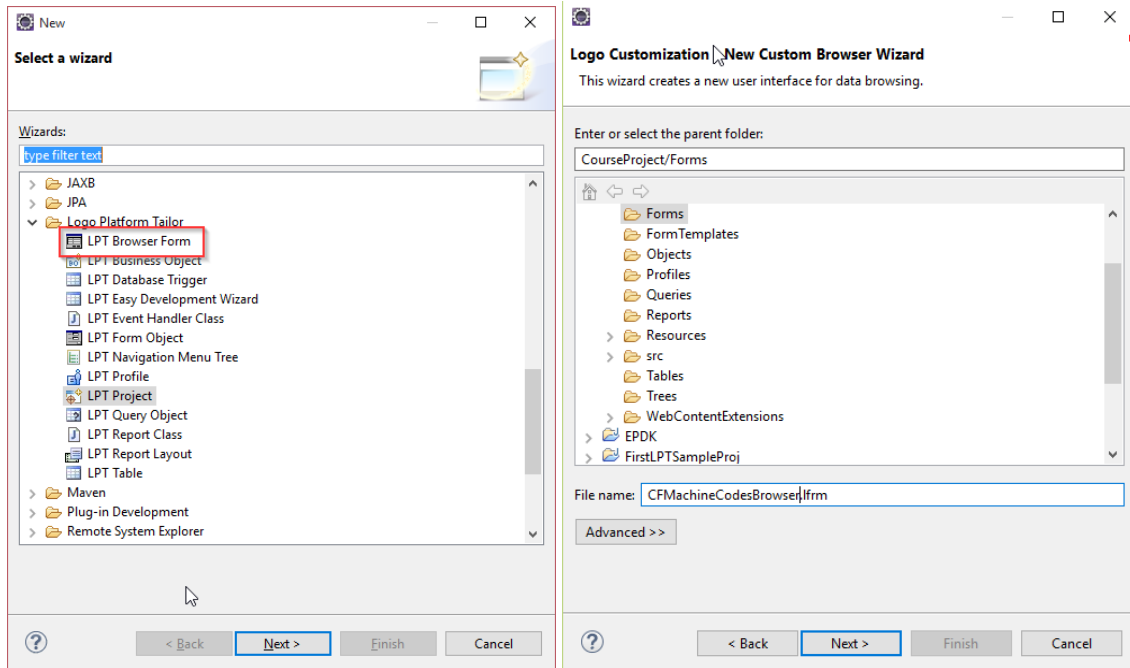 New
Select a wizard
Wizards:
type filter text
JAXB
JPA
Logo Platform Tailor
LPT Browser Form
LPT Business Object
LPT Database Trigger
LPT Easy Development Wizard
LPT Event Handler Class
LPT Form Object
LPT Navigation Menu Tree
LPT Profile
LPT Project
LPT Query Object
LPT Report Class
LPT Report Layout
LPT Table
Maven
Plug-in Development
Remote System Explorer
< Back
Next >
Finish
Cancel
Logo Customization New Custom Browser Wizard
This wizard creates a new user interface for data browsing.
Enter or select the parent folder:
CourseProject/Forms
Forms
FormTemplates
Objects
Profiles
Queries
Reports
Resources
src
Tables
Trees
WebContentExtensions
EPDK
FirstLPTSampleProj
File name: CFMachineCodesBrowser.lfrm
Advanced >>
< Back
Next >
Finish
Cancel